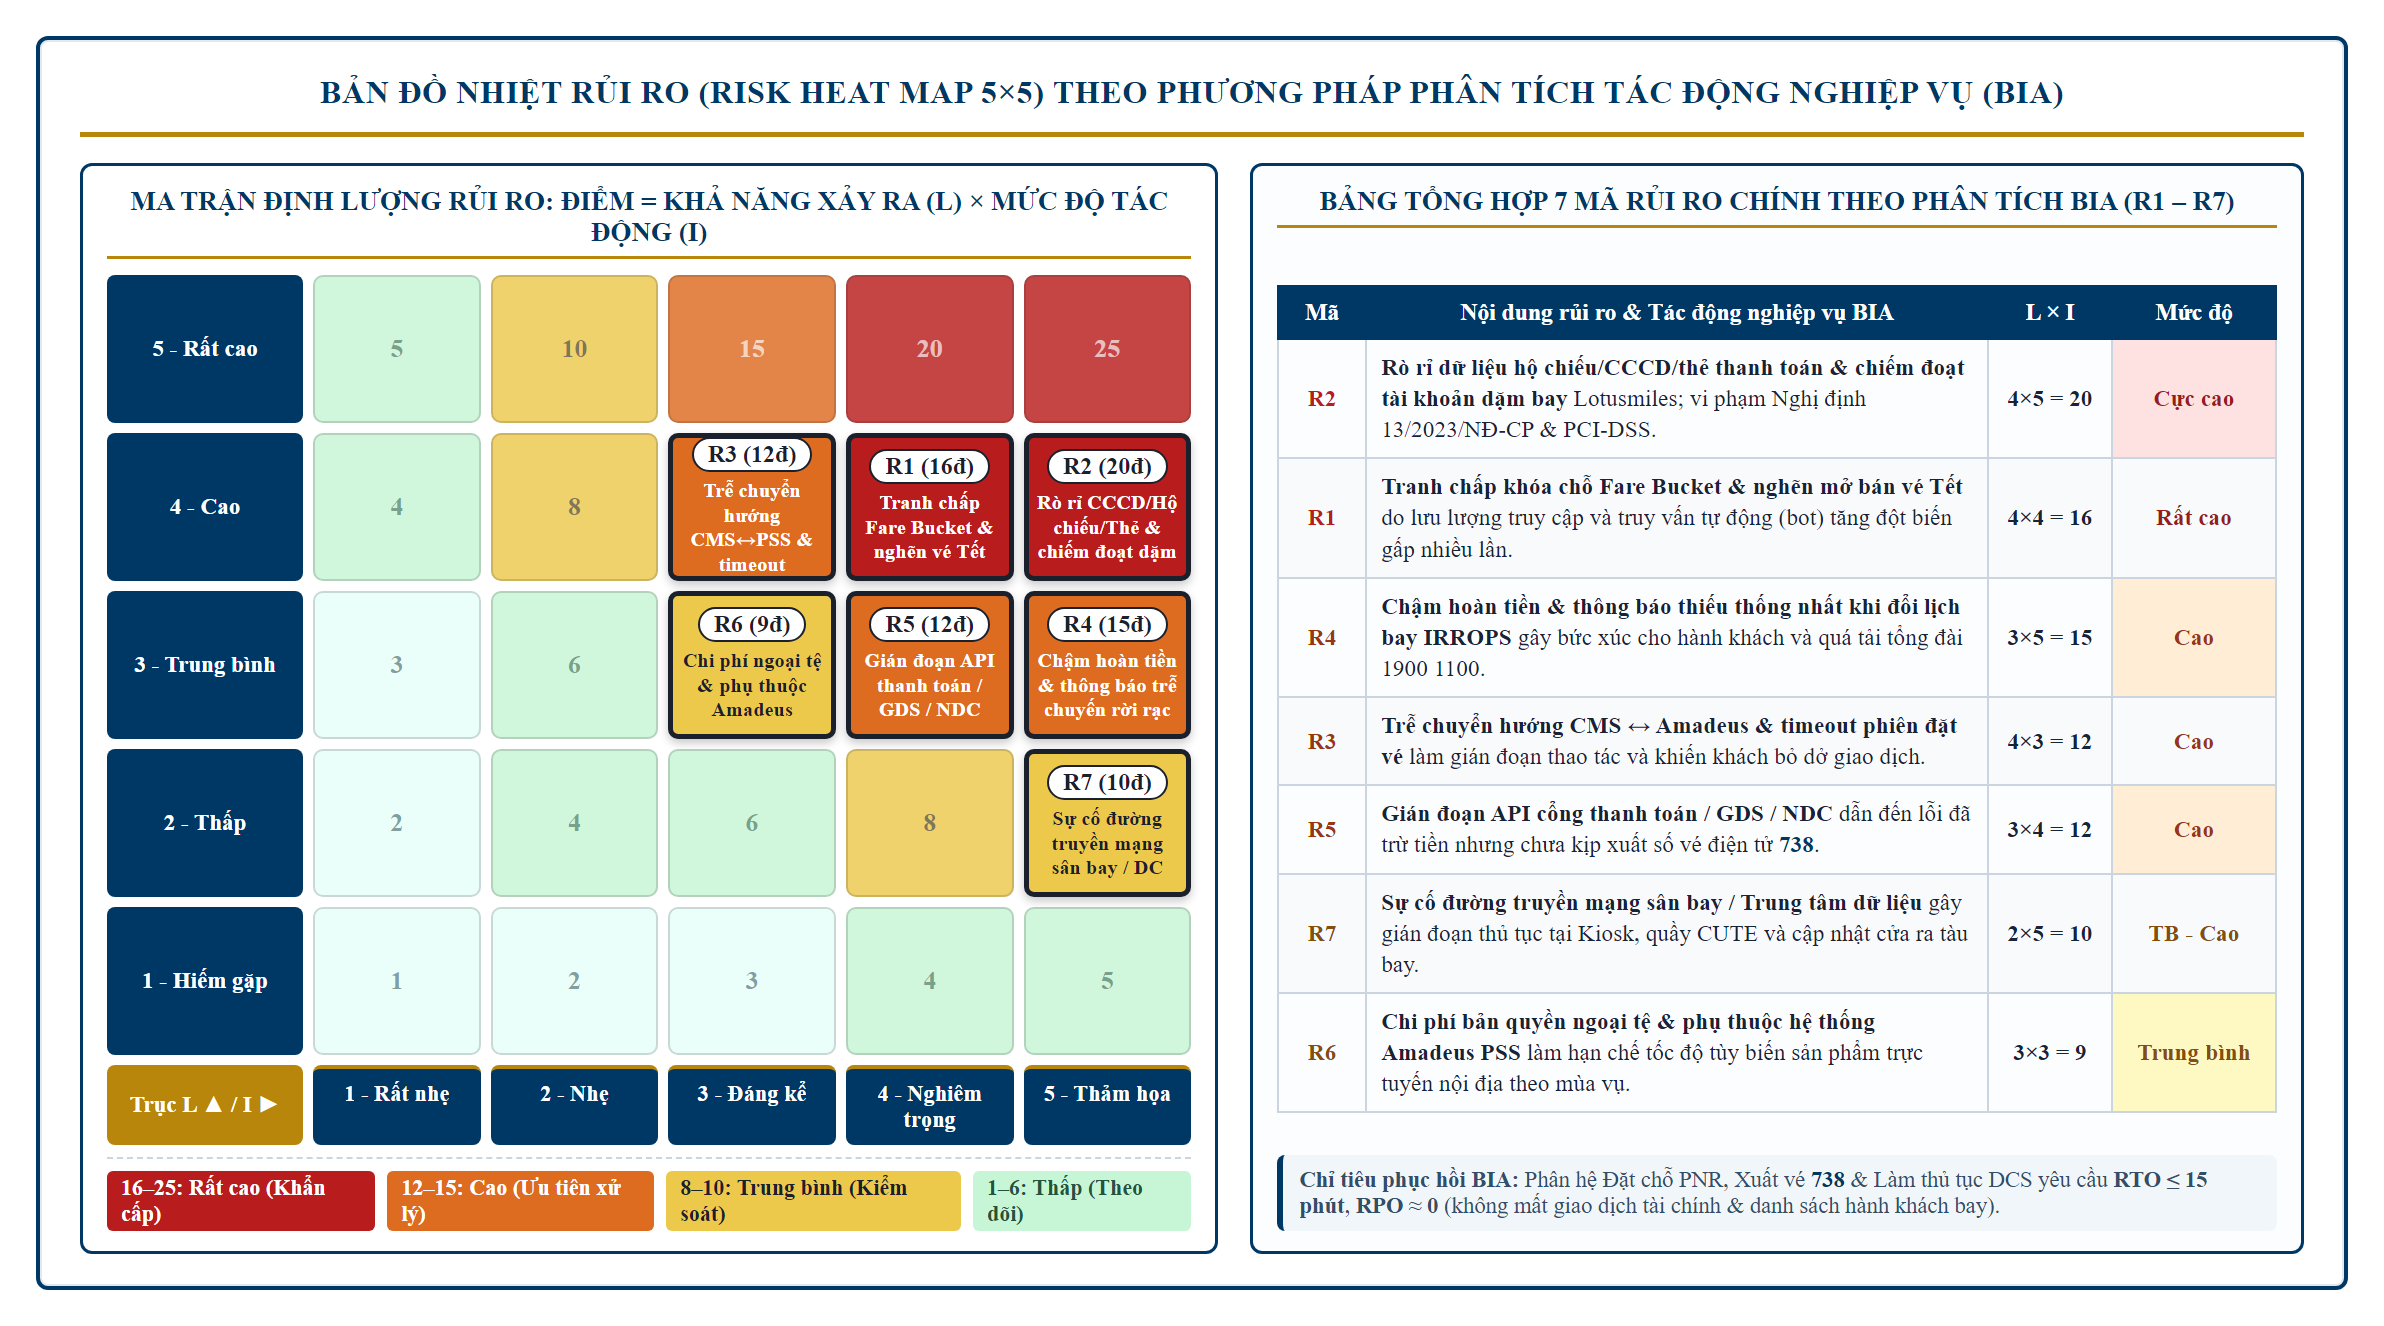 BẢN ĐỒ NHIỆT RỦI RO (RISK HEAT MAP 5×5) THEO PHƯƠNG PHÁP PHÂN TÍCH TÁC ĐỘNG NGHIỆP VỤ (BIA)
MA TRẬN ĐỊNH LƯỢNG RỦI RO: ĐIỂM = KHẢ NĂNG XẢY RA (L) × MỨC ĐỘ TÁC
ĐỘNG (I)
5 - Rất cao
5
10
15
20
25
4 - Cao
4
8
R3 (12đ)
Trễ chuyển
hướng
CMS↔PSS &
timeout
R1 (16đ)
Tranh chấp
Fare Bucket &
nghẽn vé Tết
R2 (20đ)
Rò rỉ CCCD/Hộ
chiếu/Thẻ &
chiếm đoạt dặm
3 - Trung bình
3
6
R6 (9đ)
Chi phí ngoại tệ
& phụ thuộc
Amadeus
R5 (12đ)
Gián đoạn API
thanh toán /
GDS / NDC
R4 (15đ)
Chậm hoàn tiền
& thông báo trễ
chuyến rời rạc
2 - Thấp
2
4
6
8
R7 (10đ)
Sự cố đường
truyền mạng
sân bay / DC
1 - Hiếm gặp
1
2
3
4
5
Trục L ▲ / I ►
1 - Rất nhẹ
2 - Nhẹ
3 - Đáng kể
4 - Nghiêm
trọng
5 - Thảm họa
16–25: Rất cao (Khẩn
cấp)
12–15: Cao (Ưu tiên xử
lý)
8–10: Trung bình (Kiểm
soát)
1–6: Thấp (Theo
dõi)
BẢNG TỔNG HỢP 7 MÃ RỦI RO CHÍNH THEO PHÂN TÍCH BIA (R1 – R7)
Mã
Nội dung rủi ro & Tác động nghiệp vụ BIA
L × I
Mức độ
R2
Rò rỉ dữ liệu hộ chiếu/CCCD/thẻ thanh toán & chiếm đoạt
tài khoản dặm bay Lotusmiles; vi phạm Nghị định
13/2023/NĐ-CP & PCI-DSS.
4×5 = 20
Cực cao
R1
Tranh chấp khóa chỗ Fare Bucket & nghẽn mở bán vé Tết
do lưu lượng truy cập và truy vấn tự động (bot) tăng đột biến
gấp nhiều lần.
4×4 = 16
Rất cao
R4
Chậm hoàn tiền & thông báo thiếu thống nhất khi đổi lịch
bay IRROPS gây bức xúc cho hành khách và quá tải tổng đài
1900 1100.
3×5 = 15
Cao
R3
Trễ chuyển hướng CMS ↔ Amadeus & timeout phiên đặt
vé làm gián đoạn thao tác và khiến khách bỏ dở giao dịch.
4×3 = 12
Cao
R5
Gián đoạn API cổng thanh toán / GDS / NDC dẫn đến lỗi đã
trừ tiền nhưng chưa kịp xuất số vé điện tử 738.
3×4 = 12
Cao
R7
Sự cố đường truyền mạng sân bay / Trung tâm dữ liệu gây
gián đoạn thủ tục tại Kiosk, quầy CUTE và cập nhật cửa ra tàu
bay.
2×5 = 10
TB - Cao
R6
Chi phí bản quyền ngoại tệ & phụ thuộc hệ thống
Amadeus PSS làm hạn chế tốc độ tùy biến sản phẩm trực
tuyến nội địa theo mùa vụ.
3×3 = 9
Trung bình
Chỉ tiêu phục hồi BIA: Phân hệ Đặt chỗ PNR, Xuất vé 738 & Làm thủ tục DCS yêu cầu RTO ≤ 15
phút, RPO ≈ 0 (không mất giao dịch tài chính & danh sách hành khách bay).